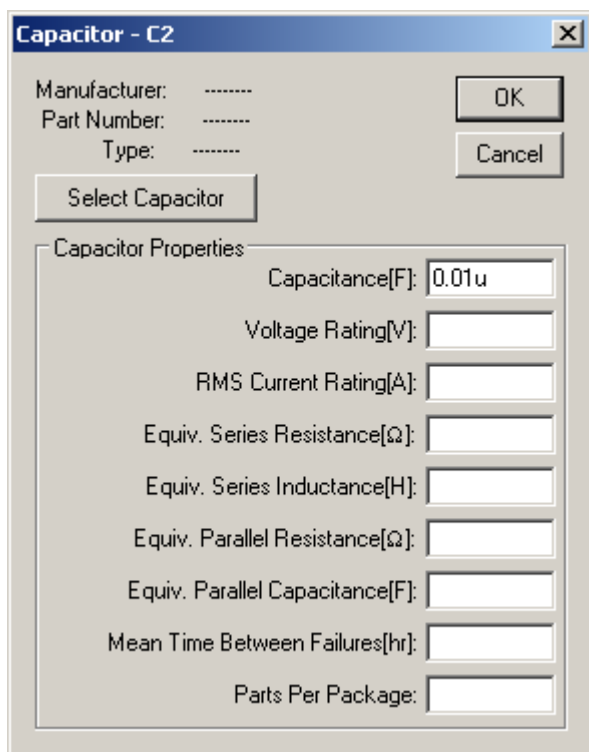 Capacitor - C2
Manufacturer: --------
Part Number: --------
Type: --------
OK
Cancel
Select Capacitor
Capacitor Properties
Capacitance[F]: 0.01u
Voltage Rating[V]:
RMS Current Rating[A]:
Equiv. Series Resistance[Ω]:
Equiv. Series Inductance[H]:
Equiv. Parallel Resistance[Ω]:
Equiv. Parallel Capacitance[F]:
Mean Time Between Failures[hr]:
Parts Per Package: